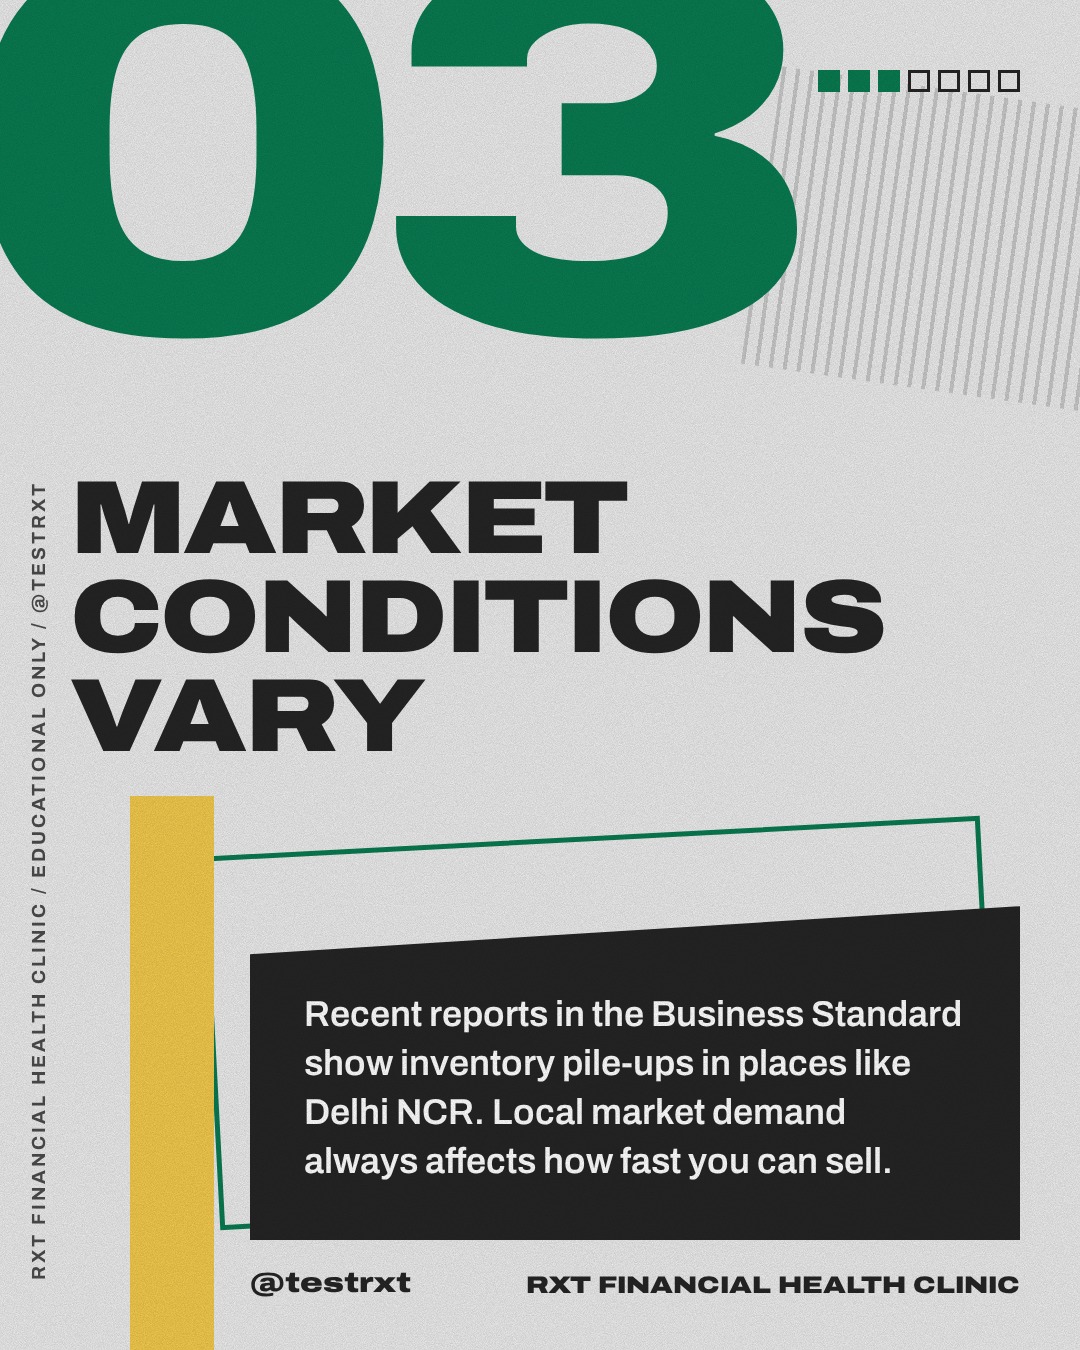 03
MARKET
CONDITIONS
VARY
RXT FINANCIAL HEALTH CLINIC / EDUCATIONAL ONLY / @TESTRXT
Recent reports in the Business Standard
show inventory pile-ups in places like
Delhi NCR. Local market demand
always affects how fast you can sell.
@testrxt
RXT FINANCIAL HEALTH CLINIC